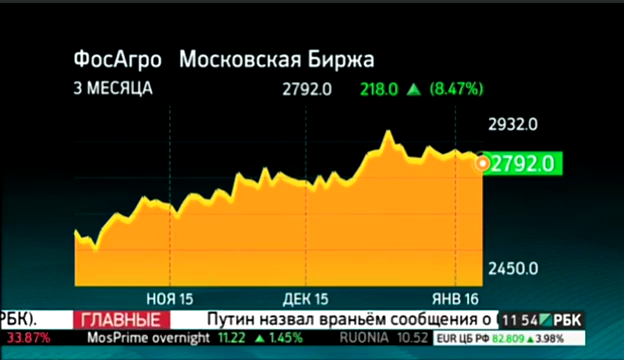 ФосАгро Московская Биржа
3 МЕСЯЦА 2792.0 218.0 ▲ (8.47%)
2932.0
2792.0
2450.0
НОЯ 15 ДЕК 15 ЯНВ 16
РБК). ГЛАВНЫЕ Путин назвал враньём сообщения о 11:54 РБК
33.87% MosPrime overnight 11.22 ▲ 1.45% RUONIA 10.52 EUR ЦБ РФ 82.809 ▲ 3.98%